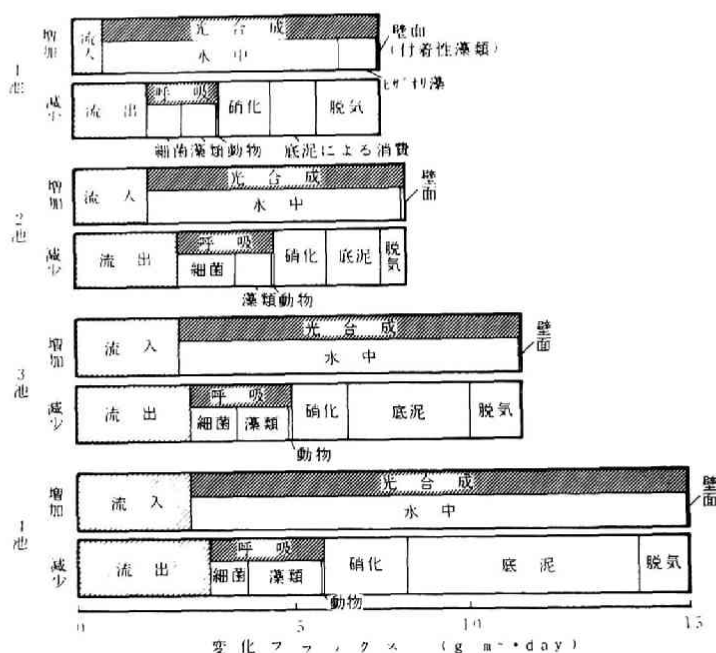 流入 光合成 壁面
増加 水中 (付着性藻類)
1池 ヒザオリ藻
減少 流出 呼吸 硝化 脱気
細菌 藻類 動物 底泥による消費
増加 流入 光合成 壁面
水中
2池
減少 流出 呼吸 硝化 底泥 脱気
細菌
藻類 動物
増加 流入 光合成 壁面
水中
3池
減少 流出 呼吸 硝化 底泥 脱気
細菌 藻類
動物
増加 流入 光合成 壁面
水中
池
減少 流出 呼吸 硝化 底泥 脱気
細菌 藻類
動物
0 5 10 15
変化フラックス (g m day)